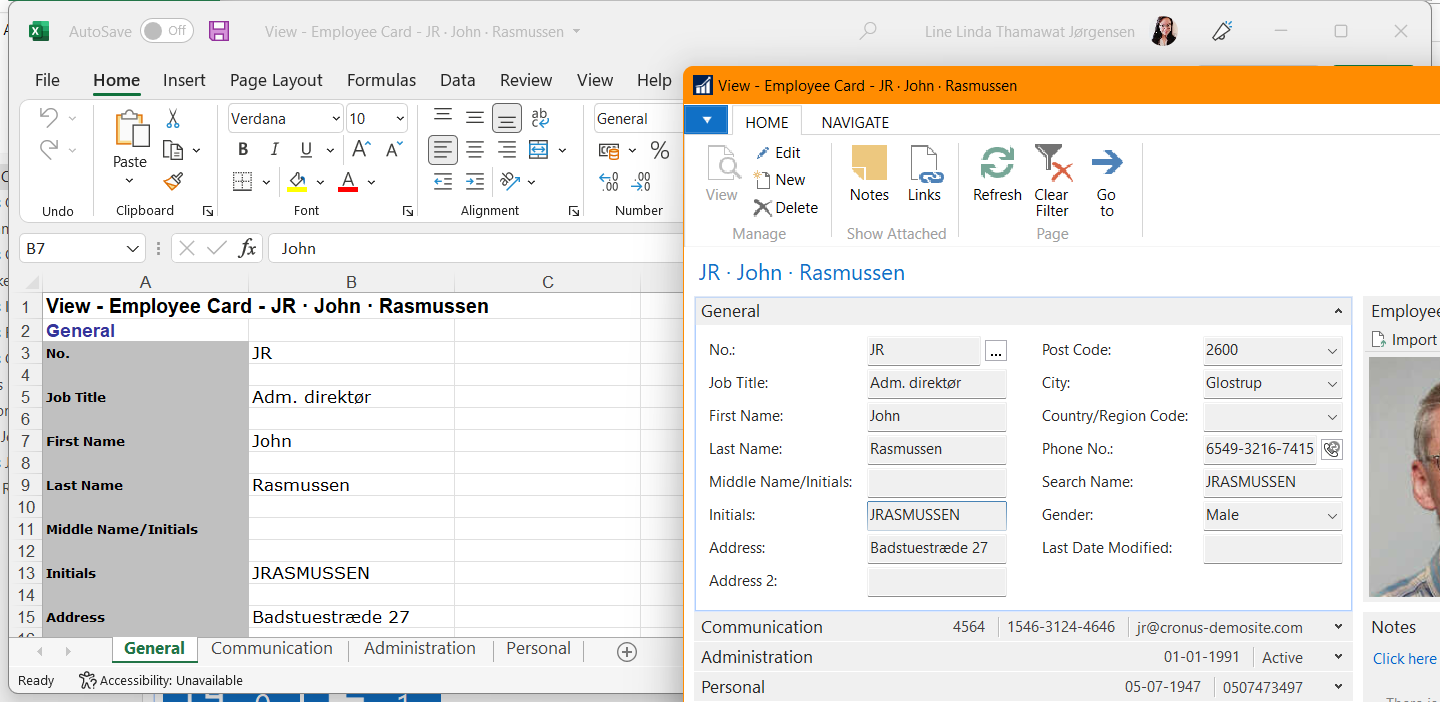 AutoSave Off View - Employee Card - JR · John · Rasmussen Line Linda Thamawat Jørgensen
File Home Insert Page Layout Formulas Data Review View Help
Verdana 10 General
B I U A A ab
Paste %
A
Undo Clipboard Font Alignment Number
B7 fx John
A B C
1 View - Employee Card - JR · John · Rasmussen
2 General
3 No. JR
4
5 Job Title Adm. direktør
6
7 First Name John
8
9 Last Name Rasmussen
10
11 Middle Name/Initials
12
13 Initials JRASMUSSEN
14
15 Address Badstuestræde 27
16
General Communication Administration Personal
Ready Accessibility: Unavailable
View - Employee Card - JR · John · Rasmussen
HOME NAVIGATE
View Edit New Delete
Notes Links
Refresh Clear Filter Go to
Manage Show Attached Page
JR · John · Rasmussen
General
No.: JR ... Post Code: 2600
Job Title: Adm. direktør City: Glostrup
First Name: John Country/Region Code:
Last Name: Rasmussen Phone No.: 6549-3216-7415
Middle Name/Initials: Search Name: JRASMUSSEN
Initials: JRASMUSSEN Gender: Male
Address: Badstuestræde 27 Last Date Modified:
Address 2:
Communication 4564 1546-3124-4646 jr@cronus-demosite.com
Administration 01-01-1991 Active
Personal 05-07-1947 0507473497
Employee
Import
Notes
Click here